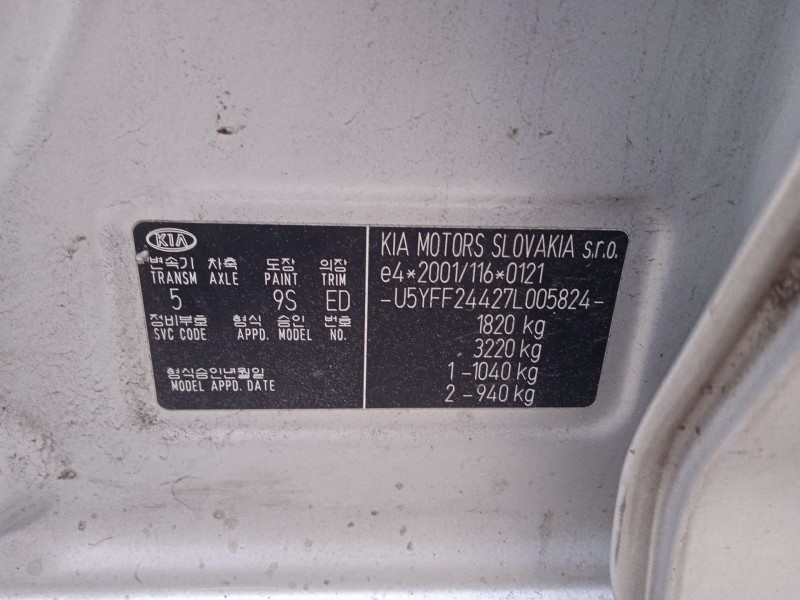 KIA
변속기 차축 도장 의장
TRANSM AXLE PAINT TRIM
5 9S ED
정비부호 형식 승인 번호
SVC CODE APPD. MODEL NO.
형식승인년월일
MODEL APPD. DATE
KIA MOTORS SLOVAKIA s.r.o.
e4*2001/116*0121
-U5YFF24427L005824-
1820 kg
3220 kg
1 -1040 kg
2 -940 kg